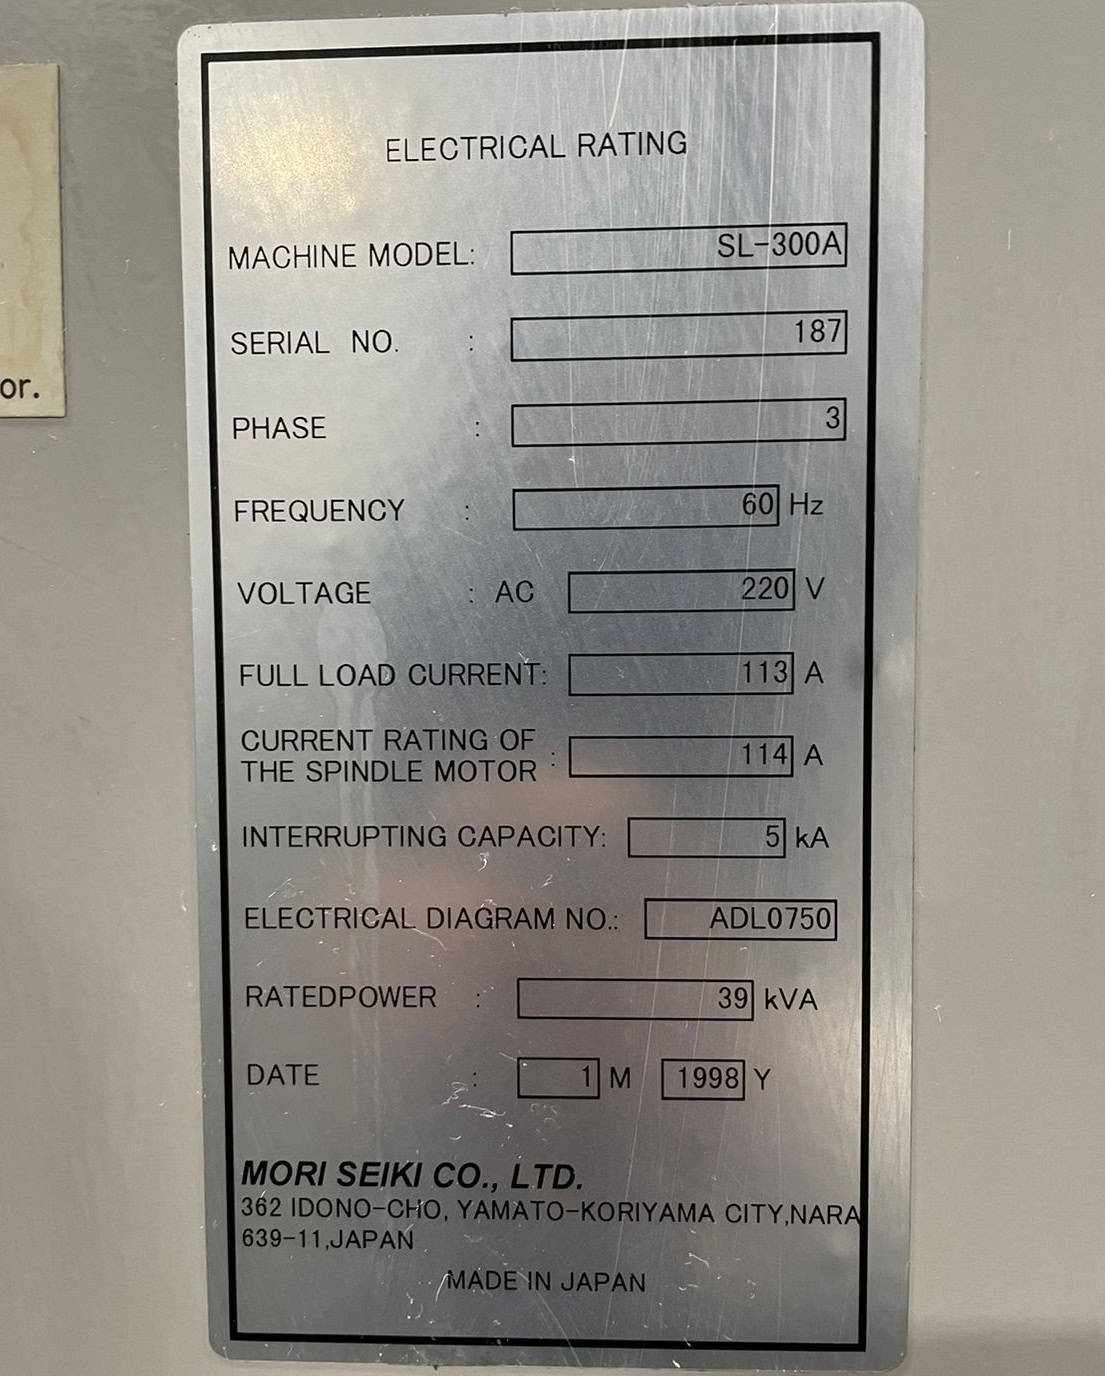 or.
ELECTRICAL RATING
MACHINE MODEL: SL-300A
SERIAL NO. : 187
PHASE : 3
FREQUENCY : 60 Hz
VOLTAGE : AC 220 V
FULL LOAD CURRENT: 113 A
CURRENT RATING OF
THE SPINDLE MOTOR : 114 A
INTERRUPTING CAPACITY: 5 kA
ELECTRICAL DIAGRAM NO.: ADL0750
RATEDPOWER : 39 kVA
DATE : 1 M 1998 Y
MORI SEIKI CO., LTD.
362 IDONO-CHO, YAMATO-KORIYAMA CITY,NARA
639-11,JAPAN
MADE IN JAPAN